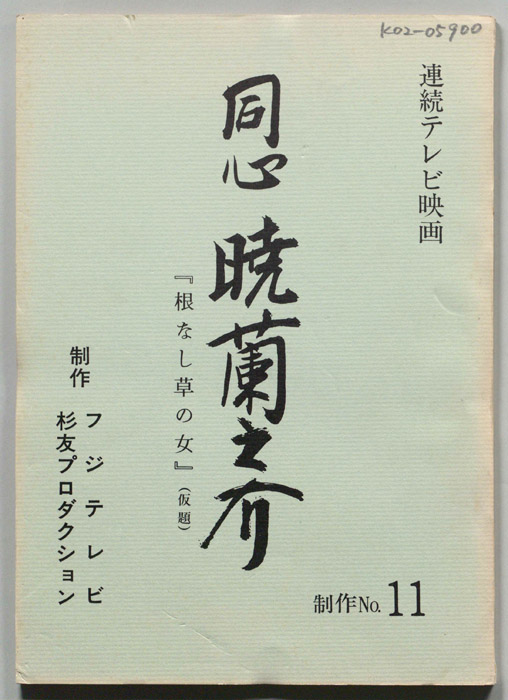 K02-05900
連続テレビ映画
同心 暁蘭之介
『根なし草の女』(仮題)
制作
フジテレビ
杉友プロダクション
制作No.11